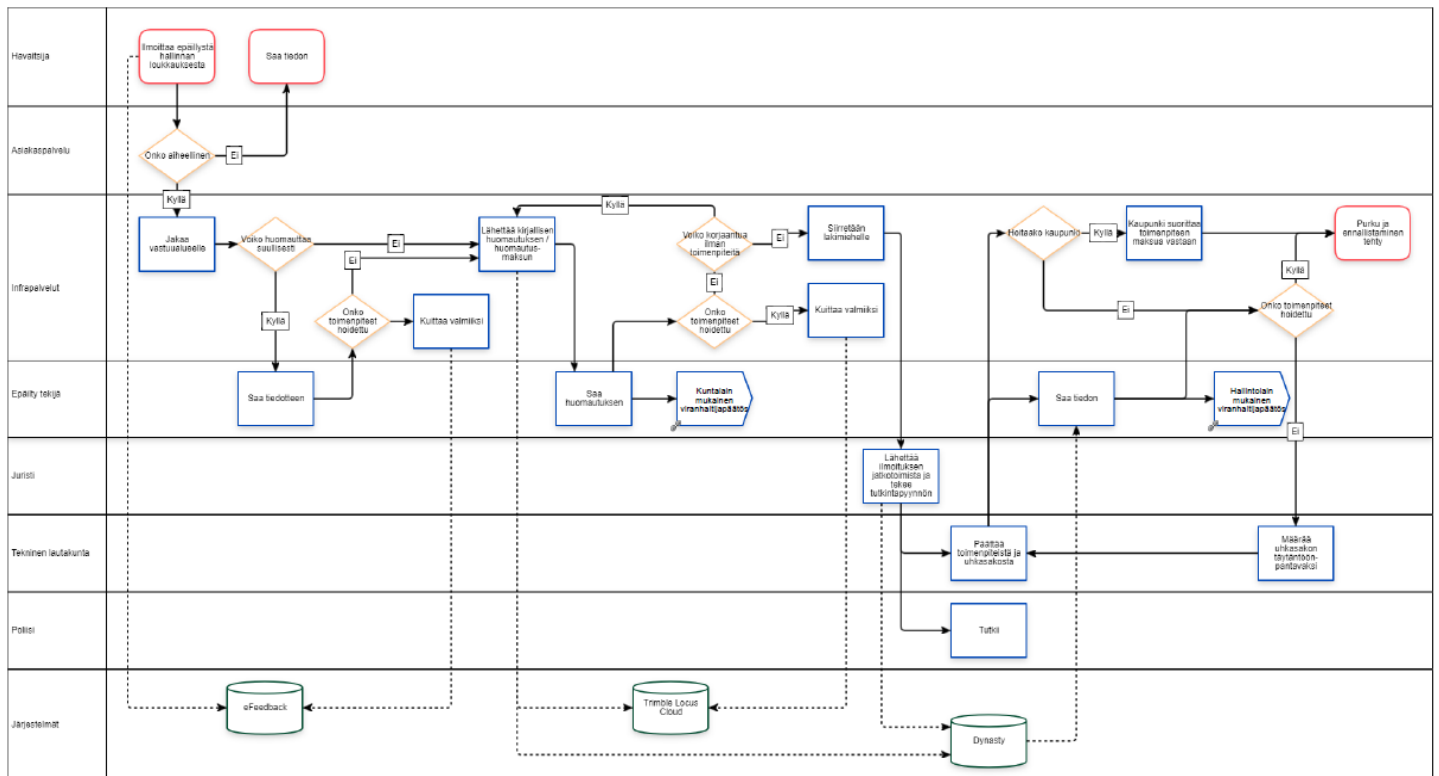 Havaitsija
Ilmoittaa epäillystä
hallinnan
loukkauksesta
Saa tiedon
Asiakaspalvelu
Onko aiheellinen
Ei
Kyllä
Infrapalvelut
Jakaa
vastuualueelle
Voiko huomauttaa
suullisesti
Ei
Kyllä
Ei
Onko
toimenpiteet
hoidettu
Kuittaa valmiiksi
Lähettää kirjallisen
huomautuksen /
huomautus-
maksun
Kyllä
Voiko korjaantua
ilman
toimenpiteitä
Ei
Siirretään
lakimiehelle
Ei
Onko
toimenpiteet
hoidettu
Kyllä
Kuittaa valmiiksi
Hoitaako kaupunki
Kyllä
Kaupunki suorittaa
toimenpiteen
maksua vastaan
Purku ja
ennallistaminen
tehty
Ei
Kyllä
Onko toimenpiteet
hoidettu
Epäilty tekijä
Saa tiedotteen
Saa
huomautuksen
Kuntalain
mukainen
viranhaltijapäätös
Saa tiedon
Hallintolain
mukainen
viranhaltijapäätös
Ei
Juristi
Lähettää
ilmoituksen
jatkotoimista ja
tekee
tutkintapyynnön
Tekninen lautakunta
Päättää
toimenpiteistä ja
uhkasakosta
Määrää
uhkasakon
täytäntöön-
pantavaksi
Poliisi
Tutkii
Järjestelmät
eFeedback
Trimble Locus
Cloud
Dynasty